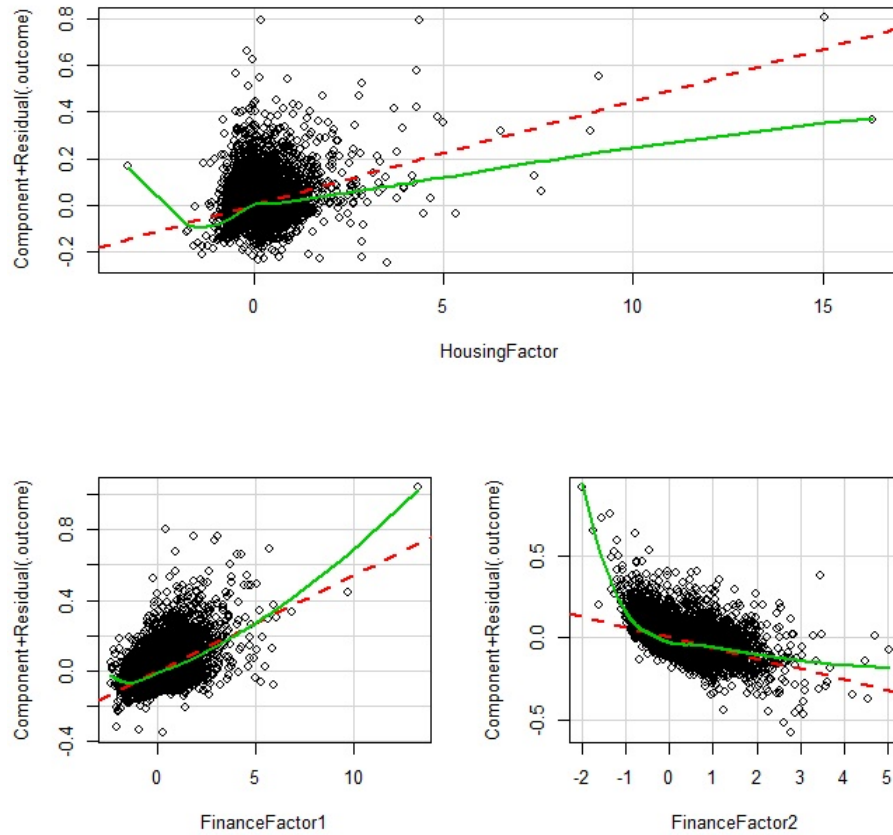 Component+Residual(.outcome)
0.8
0.6
0.4
0.2
0.0
-0.2
0 5 10 15
HousingFactor
Component+Residual(.outcome)
0.8
0.4
0.0
-0.4
0 5 10
FinanceFactor1
Component+Residual(.outcome)
0.5
0.0
-0.5
-2 -1 0 1 2 3 4 5
FinanceFactor2